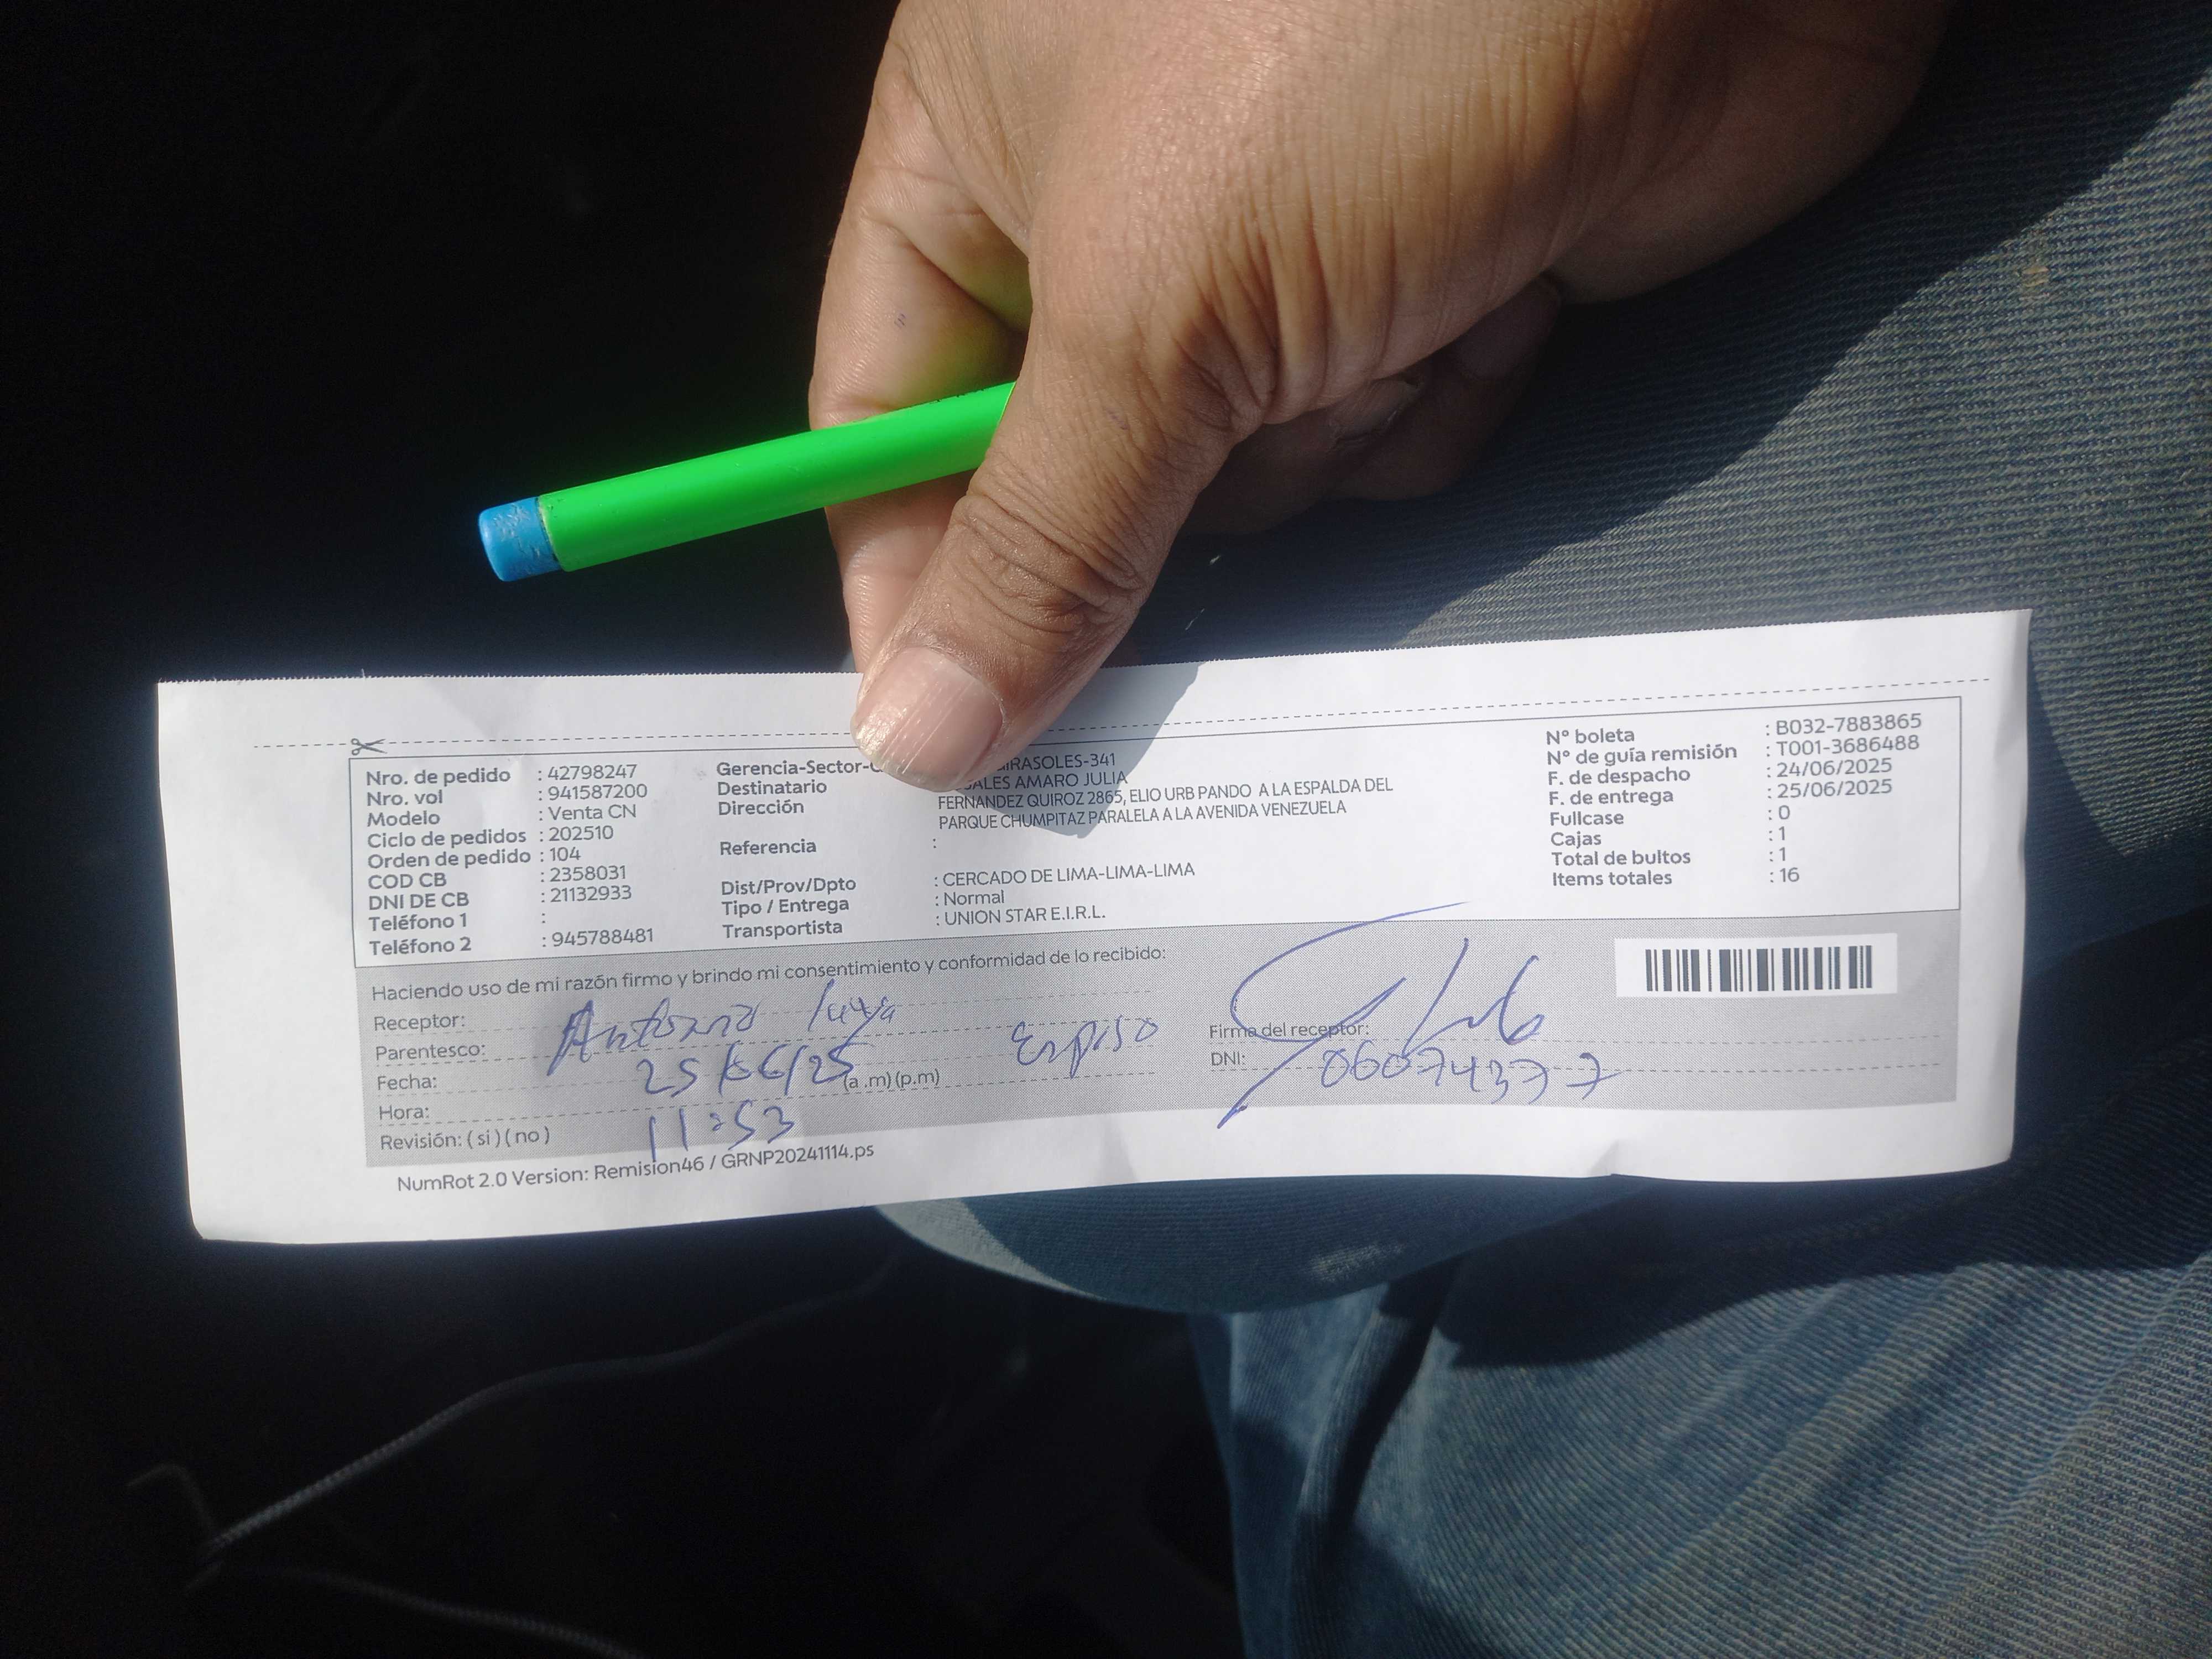 Nro. de pedido : 42798247
Nro. vol : 941587200
Modelo : Venta CN
Ciclo de pedidos : 202510
Orden de pedido : 104
COD CB : 2358031
DNI DE CB : 21132933
Teléfono 1 :
Teléfono 2 : 945788481
Gerencia-Sector-
Destinatario AMARO JULIA
Dirección FERNANDEZ QUIROZ 2865, ELIO URB PANDO A LA ESPALDA DEL
PARQUE CHUMPITAZ PARALELA A LA AVENIDA VENEZUELA
Referencia :
Dist/Prov/Dpto : CERCADO DE LIMA-LIMA-LIMA
Tipo / Entrega : Normal
Transportista : UNION STAR E.I.R.L.
Nº boleta : B032-7883865
Nº de guía remisión : T001-3686488
F. de despacho : 24/06/2025
F. de entrega : 25/06/2025
Fullcase : 0
Cajas : 1
Total de bultos : 1
Items totales : 16
Haciendo uso de mi razón firmo y brindo mi consentimiento y conformidad de lo recibido:
Receptor:
Parentesco:
Fecha: 25/06/25 (a .m) (p.m)
Hora: 11:53
Revisión: ( si ) ( no )
Firma del receptor:
DNI: 06074377
NumRot 2.0 Version: Remision46 / GRNP20241114.ps